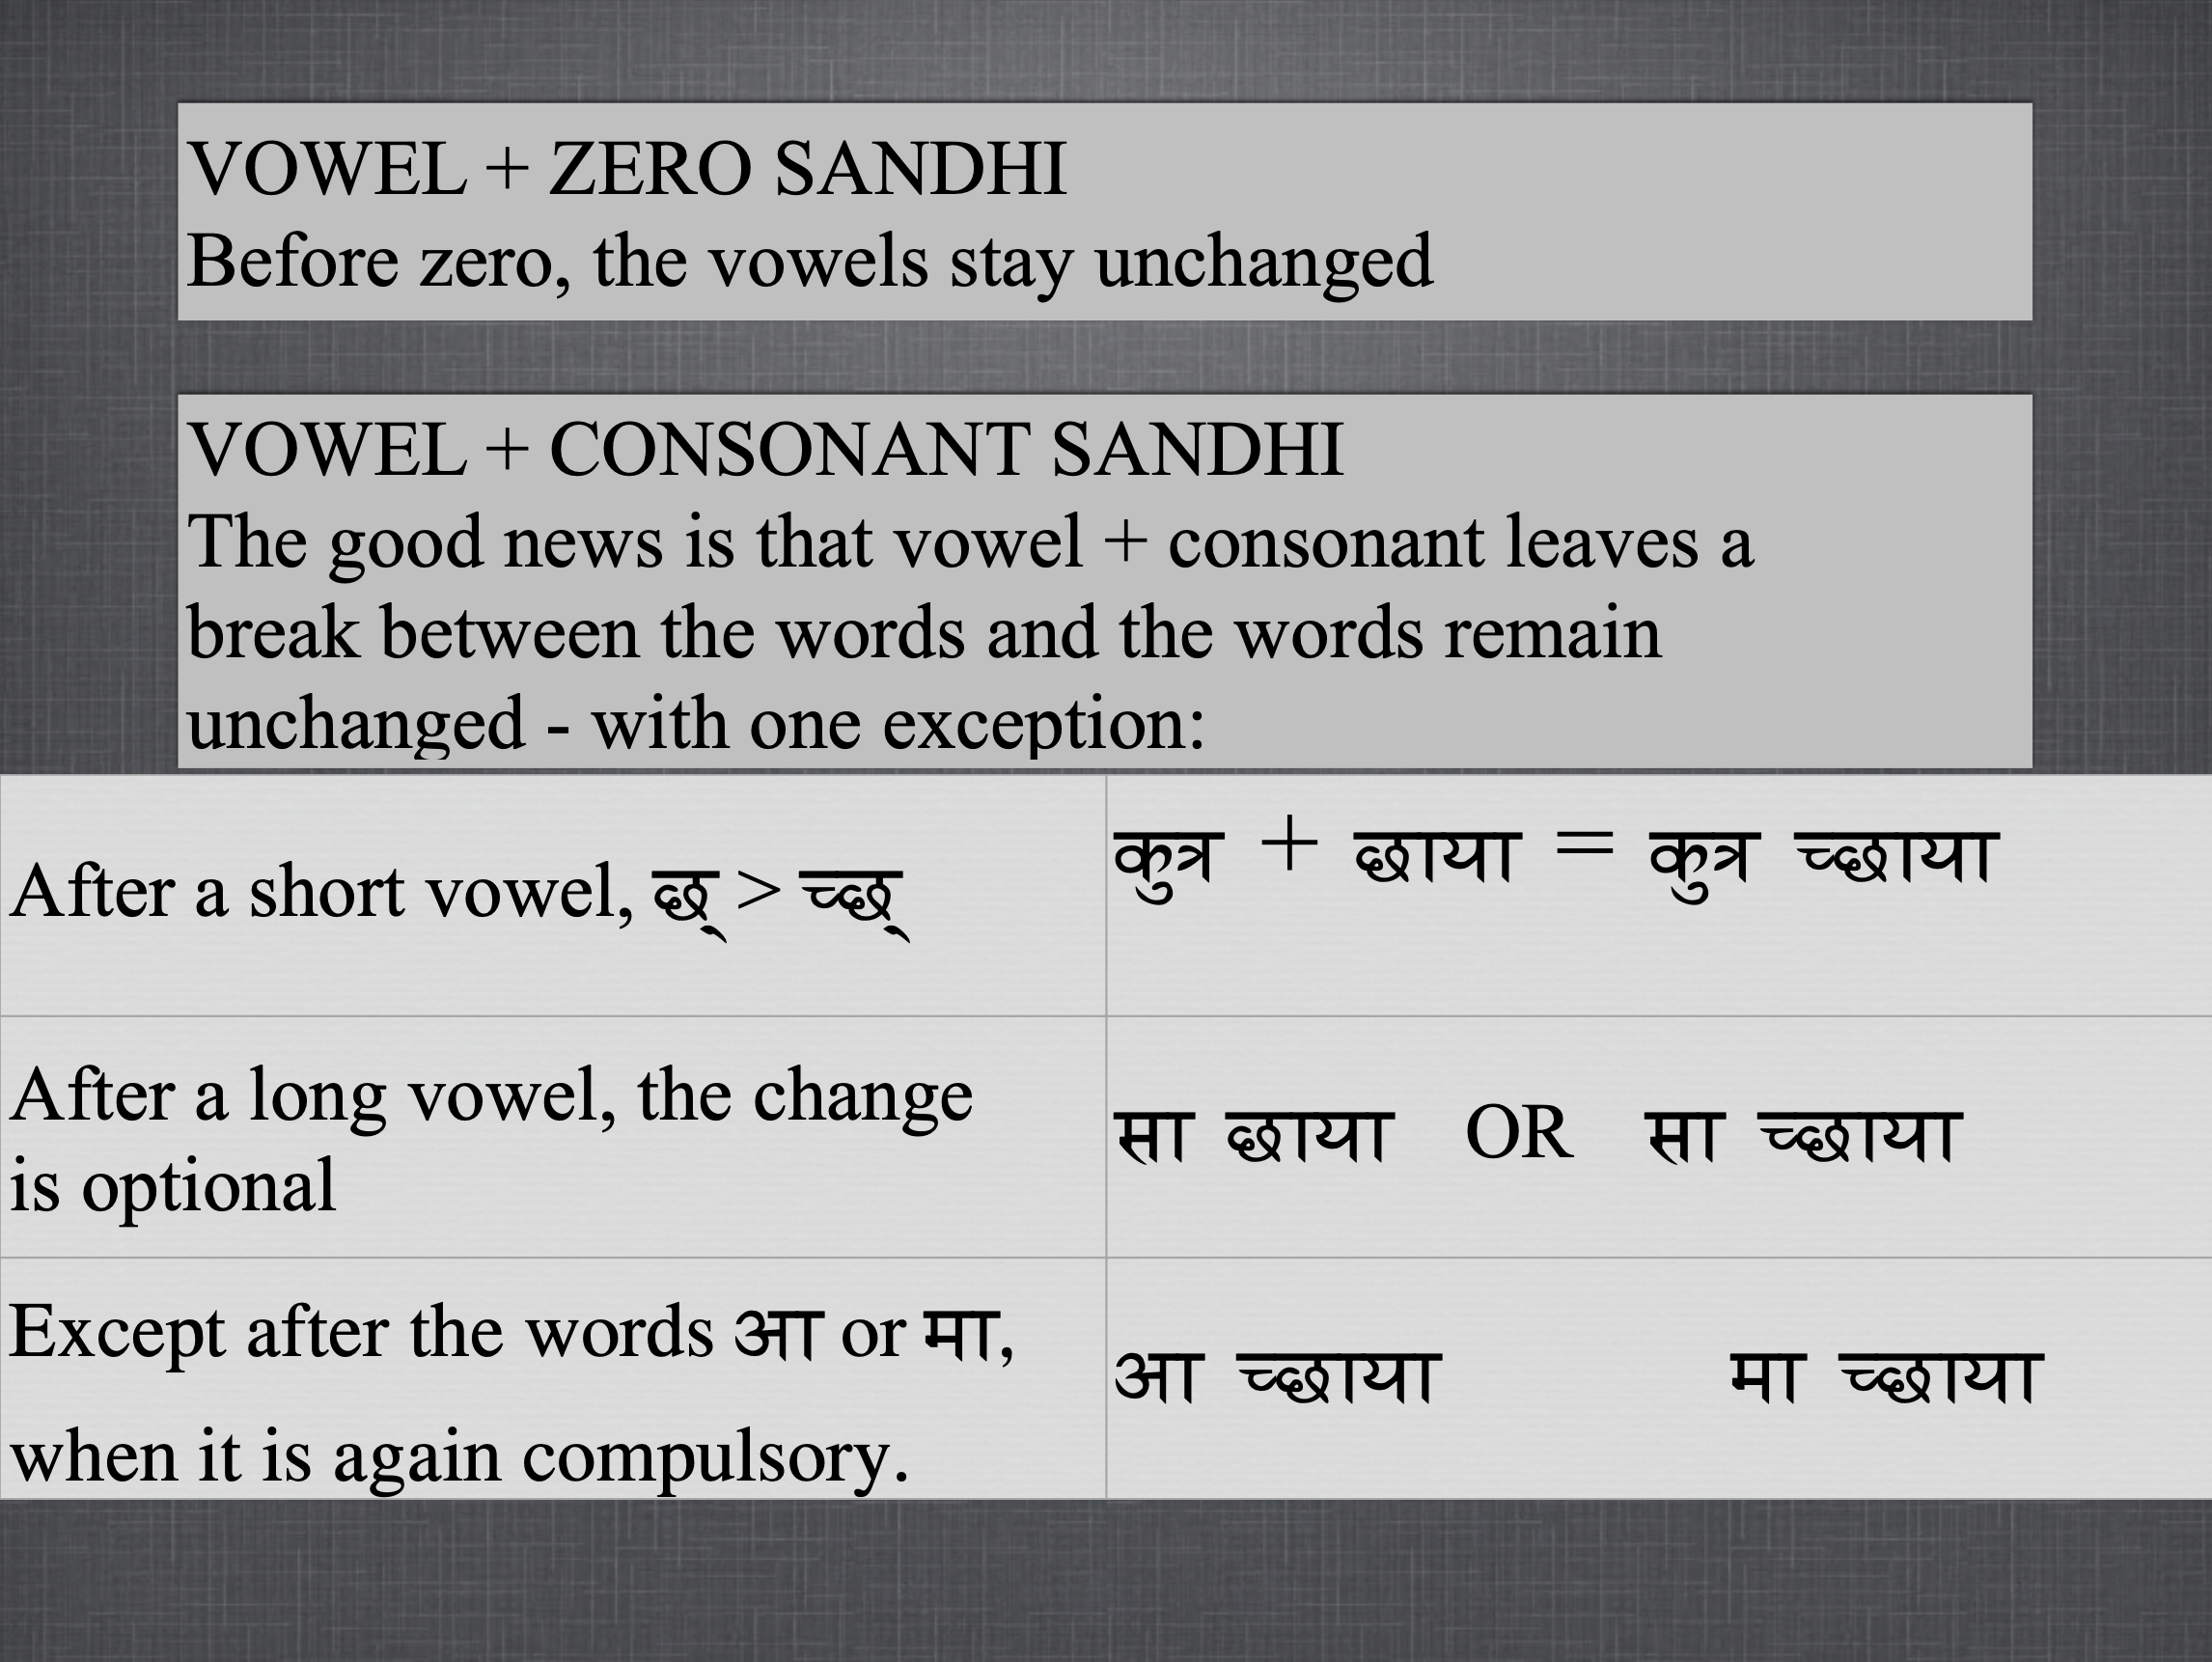 VOWEL + ZERO SANDHI
Before zero, the vowels stay unchanged
VOWEL + CONSONANT SANDHI
The good news is that vowel + consonant leaves a
break between the words and the words remain
unchanged - with one exception:
After a short vowel, छ् > च्छ्
कुत्र + छाया = कुत्र च्छाया
After a long vowel, the change
is optional
सा छाया OR सा च्छाया
Except after the words आ or मा,
when it is again compulsory.
आ च्छाया मा च्छाया